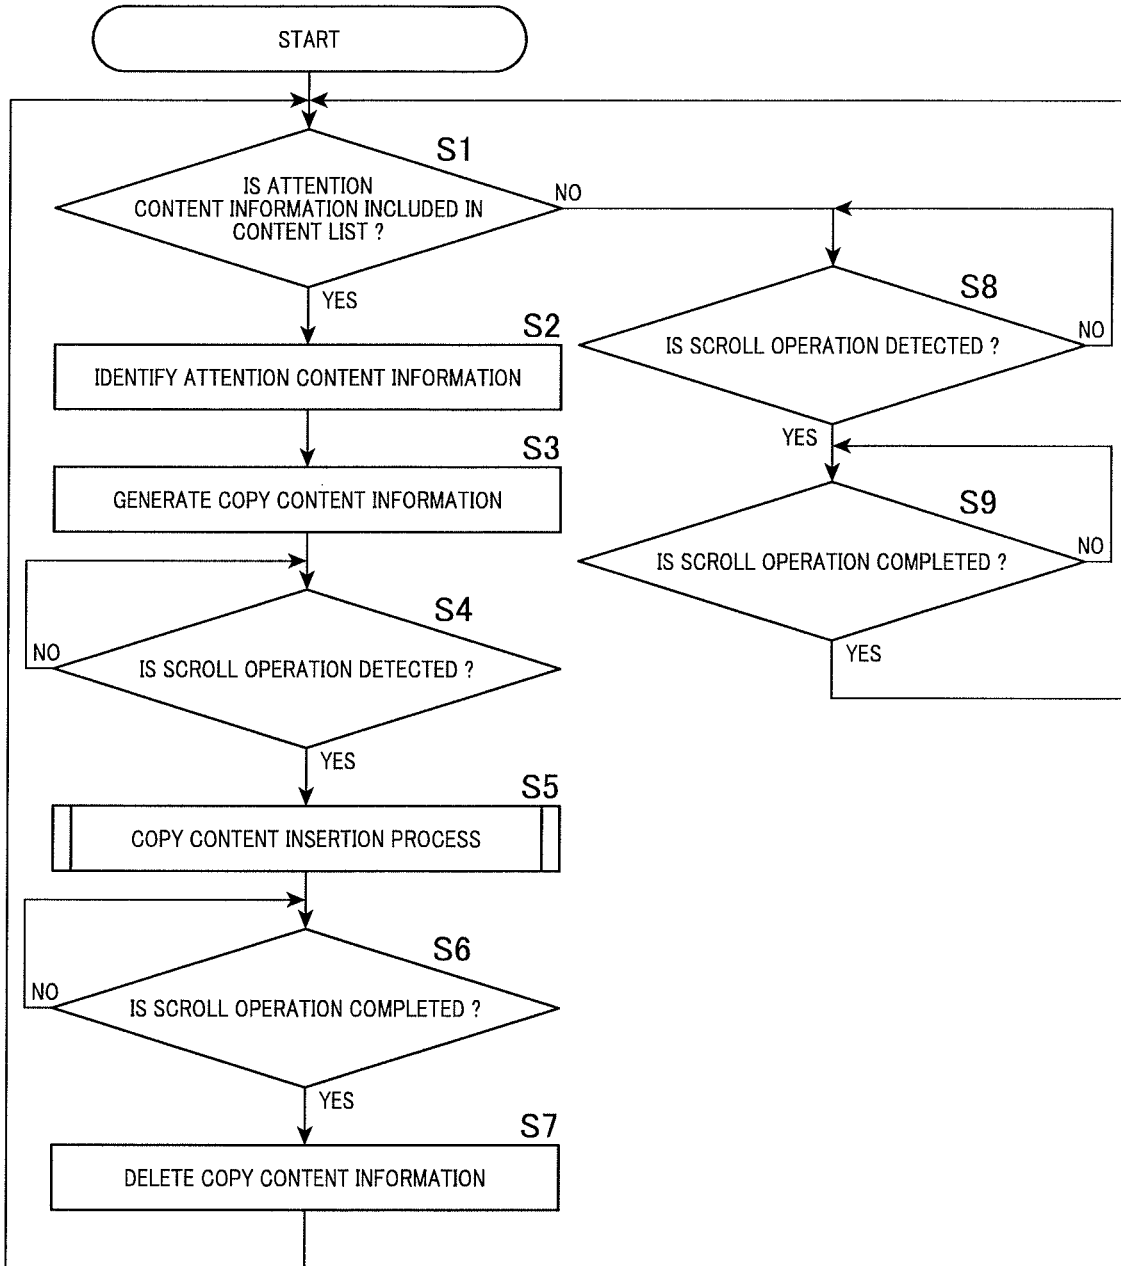 START
S1
IS ATTENTION
CONTENT INFORMATION INCLUDED IN
CONTENT LIST ?
NO
YES
S2
IDENTIFY ATTENTION CONTENT INFORMATION
S3
GENERATE COPY CONTENT INFORMATION
S4
IS SCROLL OPERATION DETECTED ?
NO
YES
S5
COPY CONTENT INSERTION PROCESS
S6
IS SCROLL OPERATION COMPLETED ?
NO
YES
S7
DELETE COPY CONTENT INFORMATION
S8
IS SCROLL OPERATION DETECTED ?
NO
YES
S9
IS SCROLL OPERATION COMPLETED ?
NO
YES